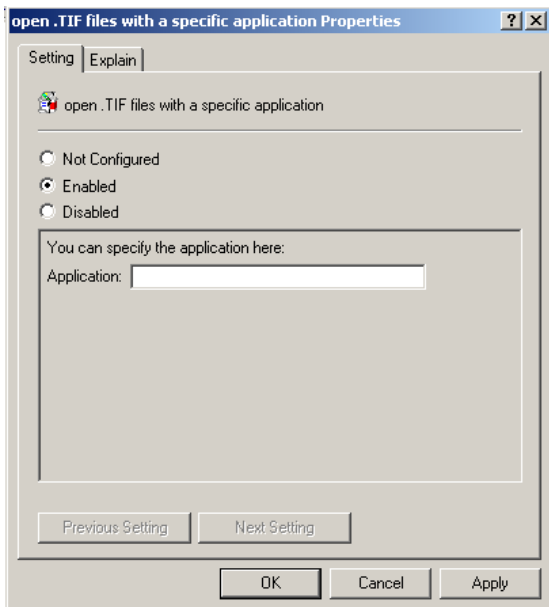 open .TIF files with a specific application Properties
Setting
Explain
open .TIF files with a specific application
Not Configured
Enabled
Disabled
You can specify the application here:
Application:
Previous Setting
Next Setting
OK
Cancel
Apply